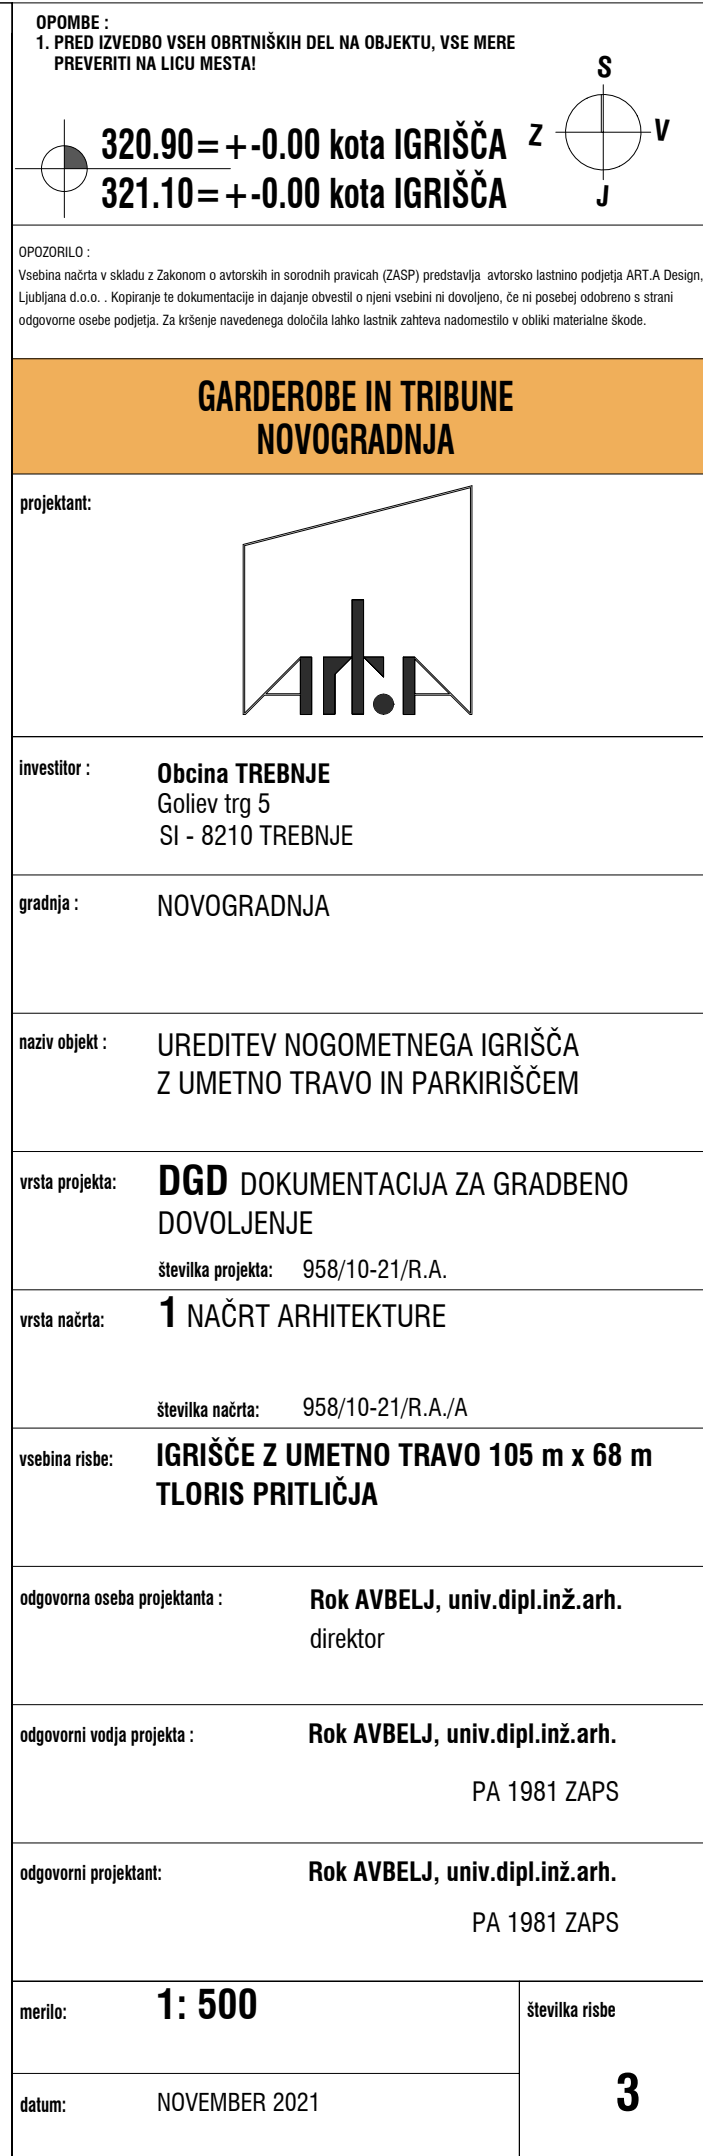 OPOMBE :
1. PRED IZVEDBO VSEH OBRTNIŠKIH DEL NA OBJEKTU, VSE MERE
PREVERITI NA LICU MESTA!
S
Z
V
J
320.90=+-0.00 kota IGRIŠČA
321.10=+-0.00 kota IGRIŠČA
OPOZORILO :
Vsebina načrta v skladu z Zakonom o avtorskih in sorodnih pravicah (ZASP) predstavlja avtorsko lastnino podjetja ART.A Design,
Ljubljana d.o.o. . Kopiranje te dokumentacije in dajanje obvestil o njeni vsebini ni dovoljeno, če ni posebej odobreno s strani
odgovorne osebe podjetja. Za kršenje navedenega določila lahko lastnik zahteva nadomestilo v obliki materialne škode.
GARDEROBE IN TRIBUNE
NOVOGRADNJA
projektant:
Art.A
investitor :
Obcina TREBNJE
Goliev trg 5
SI - 8210 TREBNJE
gradnja :
NOVOGRADNJA
naziv objekt :
UREDITEV NOGOMETNEGA IGRIŠČA
Z UMETNO TRAVO IN PARKIRIŠČEM
vrsta projekta:
DGD DOKUMENTACIJA ZA GRADBENO
DOVOLJENJE
številka projekta: 958/10-21/R.A.
vrsta načrta:
1 NAČRT ARHITEKTURE
številka načrta: 958/10-21/R.A./A
vsebina risbe:
IGRIŠČE Z UMETNO TRAVO 105 m x 68 m
TLORIS PRITLIČJA
odgovorna oseba projektanta :
Rok AVBELJ, univ.dipl.inž.arh.
direktor
odgovorni vodja projekta :
Rok AVBELJ, univ.dipl.inž.arh.
PA 1981 ZAPS
odgovorni projektant:
Rok AVBELJ, univ.dipl.inž.arh.
PA 1981 ZAPS
merilo:
1: 500
številka risbe
3
datum:
NOVEMBER 2021